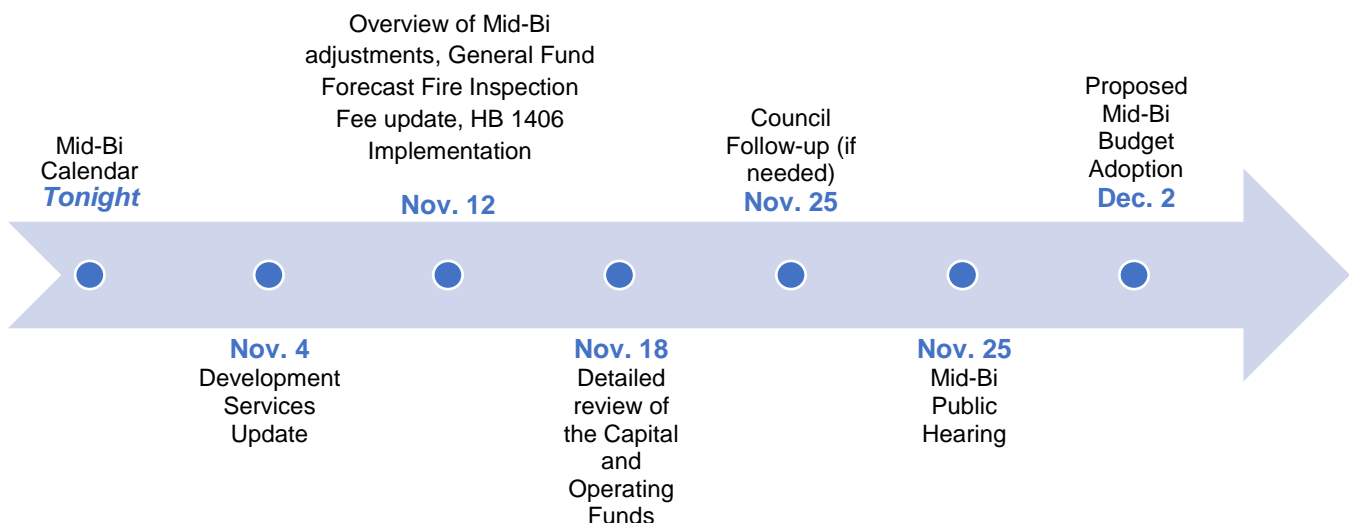 Mid-Bi
Calendar
Tonight
Nov. 4
Development
Services
Update
Overview of Mid-Bi
adjustments, General Fund
Forecast Fire Inspection
Fee update, HB 1406
Implementation
Nov. 12
Nov. 18
Detailed
review of
the Capital
and
Operating
Funds
Council
Follow-up (if
needed)
Nov. 25
Nov. 25
Mid-Bi
Public
Hearing
Proposed
Mid-Bi
Budget
Adoption
Dec. 2